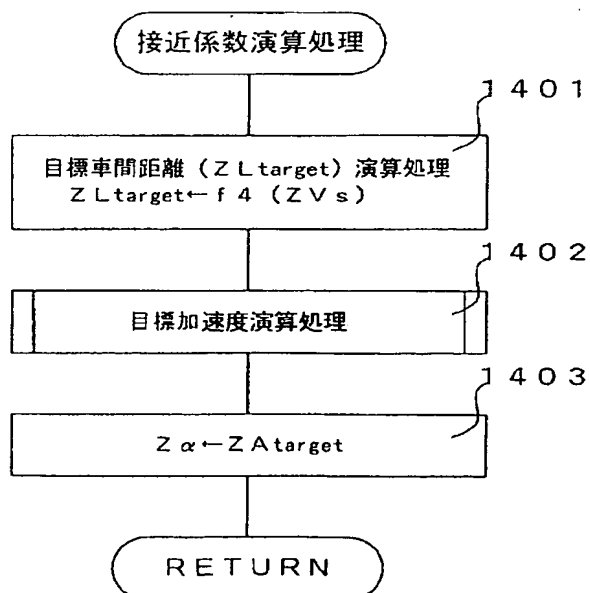 接近係数演算処理
1401
目標車間距離（ZLtarget）演算処理
ZLtarget←f4（ZVs）
1402
目標加速度演算処理
1403
Zα←ZAtarget
RETURN